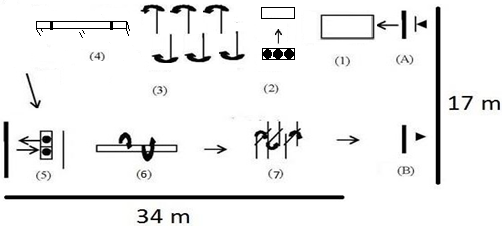 (4) (3) (2) (1) (A)
17 m
(5) (6) (7) (B)
34 m